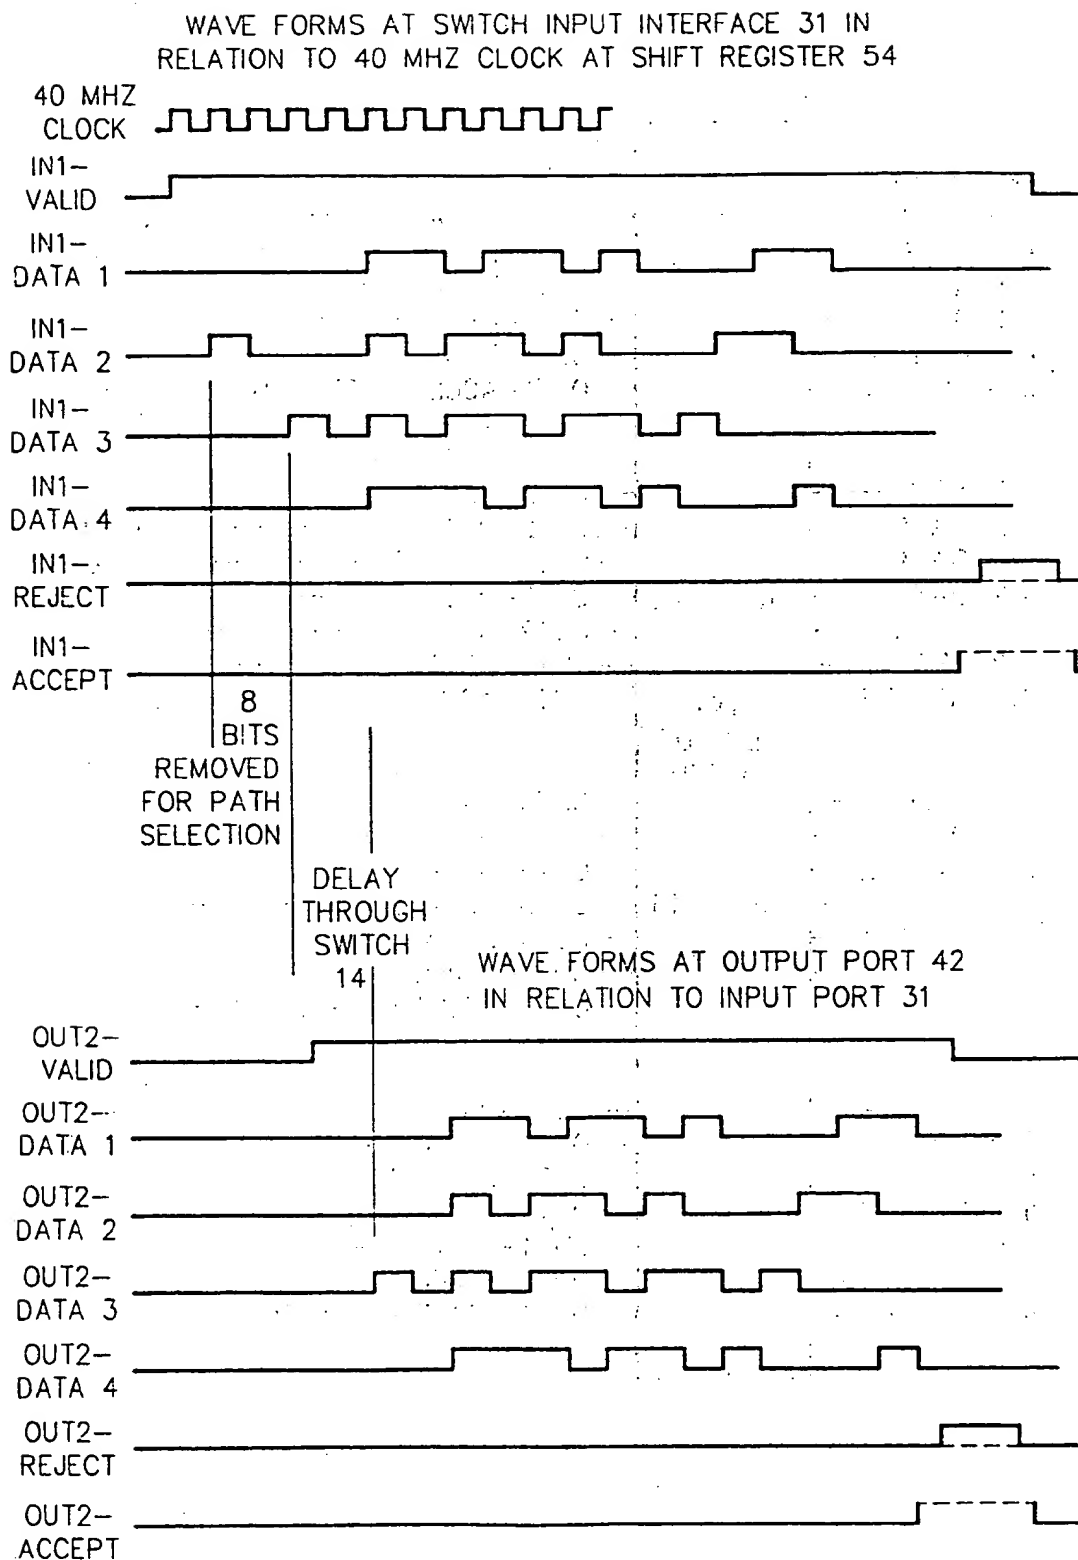 WAVE FORMS AT SWITCH INPUT INTERFACE 31 IN
RELATION TO 40 MHZ CLOCK AT SHIFT REGISTER 54
40 MHZ
CLOCK
IN1-
VALID
IN1-
DATA 1
IN1-
DATA 2
IN1-
DATA 3
IN1-
DATA 4
IN1-
REJECT
IN1-
ACCEPT
8
BITS
REMOVED
FOR PATH
SELECTION
DELAY
THROUGH
SWITCH
14
WAVE FORMS AT OUTPUT PORT 42
IN RELATION TO INPUT PORT 31
OUT2-
VALID
OUT2-
DATA 1
OUT2-
DATA 2
OUT2-
DATA 3
OUT2-
DATA 4
OUT2-
REJECT
OUT2-
ACCEPT